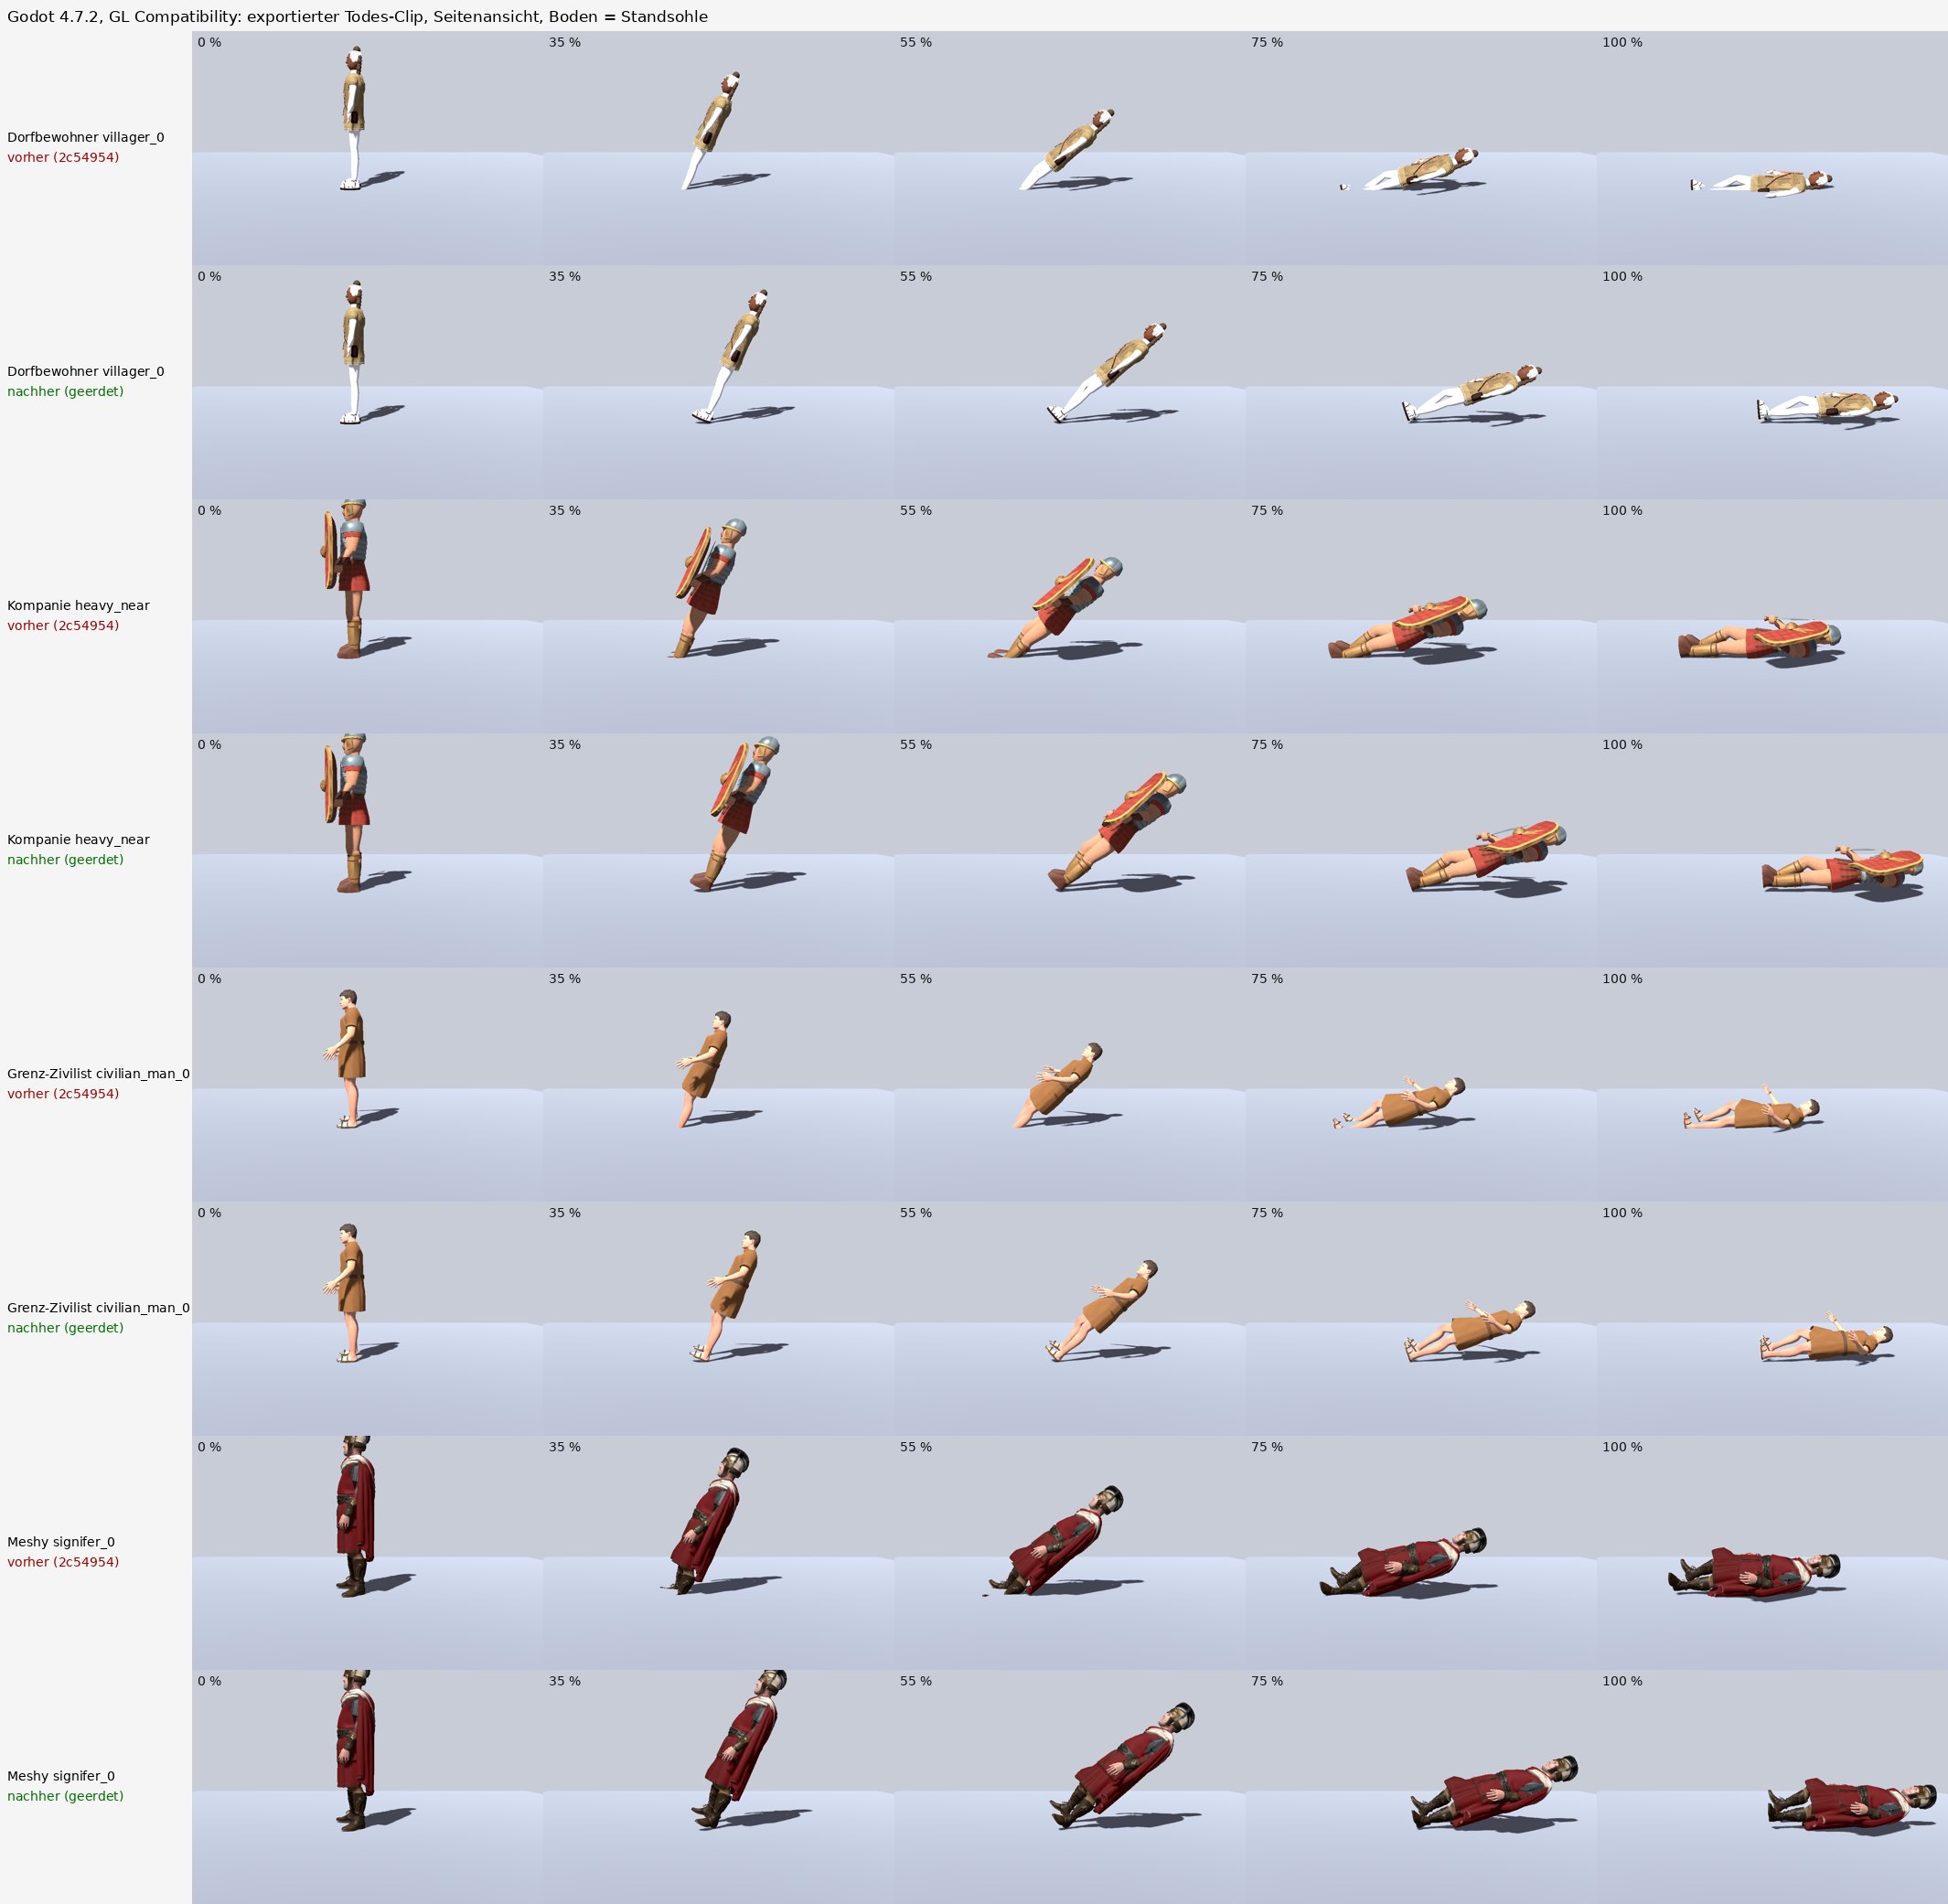 Godot 4.7.2, GL Compatibility: exportierter Todes-Clip, Seitenansicht, Boden = Standsohle
0 % 35 % 55 % 75 % 100 %
Dorfbewohner villager_0
vorher (2c54954)
0 % 35 % 55 % 75 % 100 %
Dorfbewohner villager_0
nachher (geerdet)
0 % 35 % 55 % 75 % 100 %
Kompanie heavy_near
vorher (2c54954)
0 % 35 % 55 % 75 % 100 %
Kompanie heavy_near
nachher (geerdet)
0 % 35 % 55 % 75 % 100 %
Grenz-Zivilist civilian_man_0
vorher (2c54954)
0 % 35 % 55 % 75 % 100 %
Grenz-Zivilist civilian_man_0
nachher (geerdet)
0 % 35 % 55 % 75 % 100 %
Meshy signifer_0
vorher (2c54954)
0 % 35 % 55 % 75 % 100 %
Meshy signifer_0
nachher (geerdet)